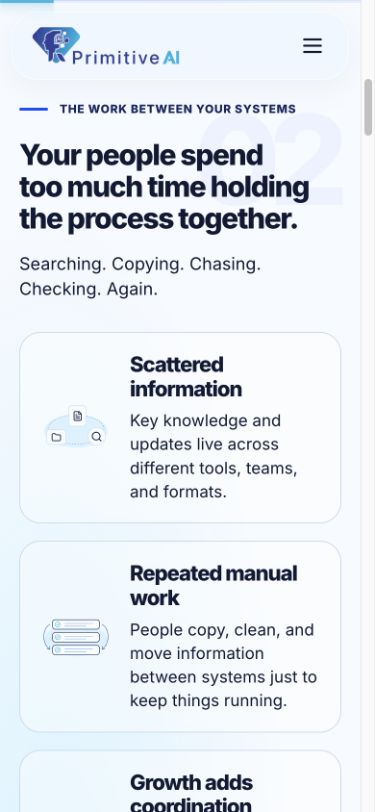 Primitive AI
THE WORK BETWEEN YOUR SYSTEMS
02
Your people spend
too much time holding
the process together.
Searching. Copying. Chasing.
Checking. Again.
Scattered
information
Key knowledge and
updates live across
different tools, teams,
and formats.
Repeated manual
work
People copy, clean, and
move information
between systems just to
keep things running.
Growth adds
coordination